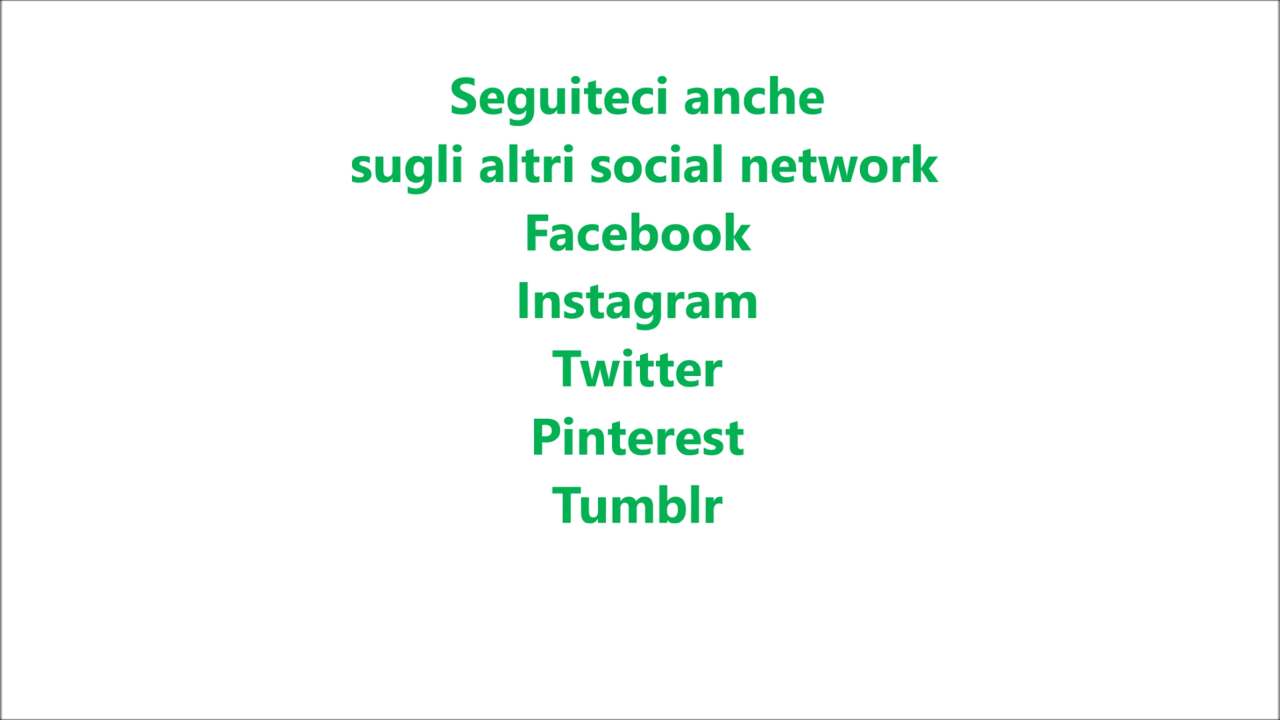 Seguiteci anche
sugli altri social network
Facebook
Instagram
Twitter
Pinterest
Tumblr